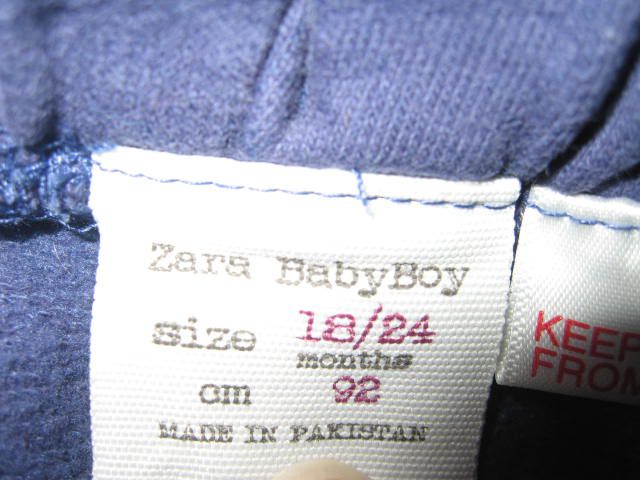 Zara BabyBoy
size 18/24
months
cm 92
MADE IN PAKISTAN
KEEP
FROM